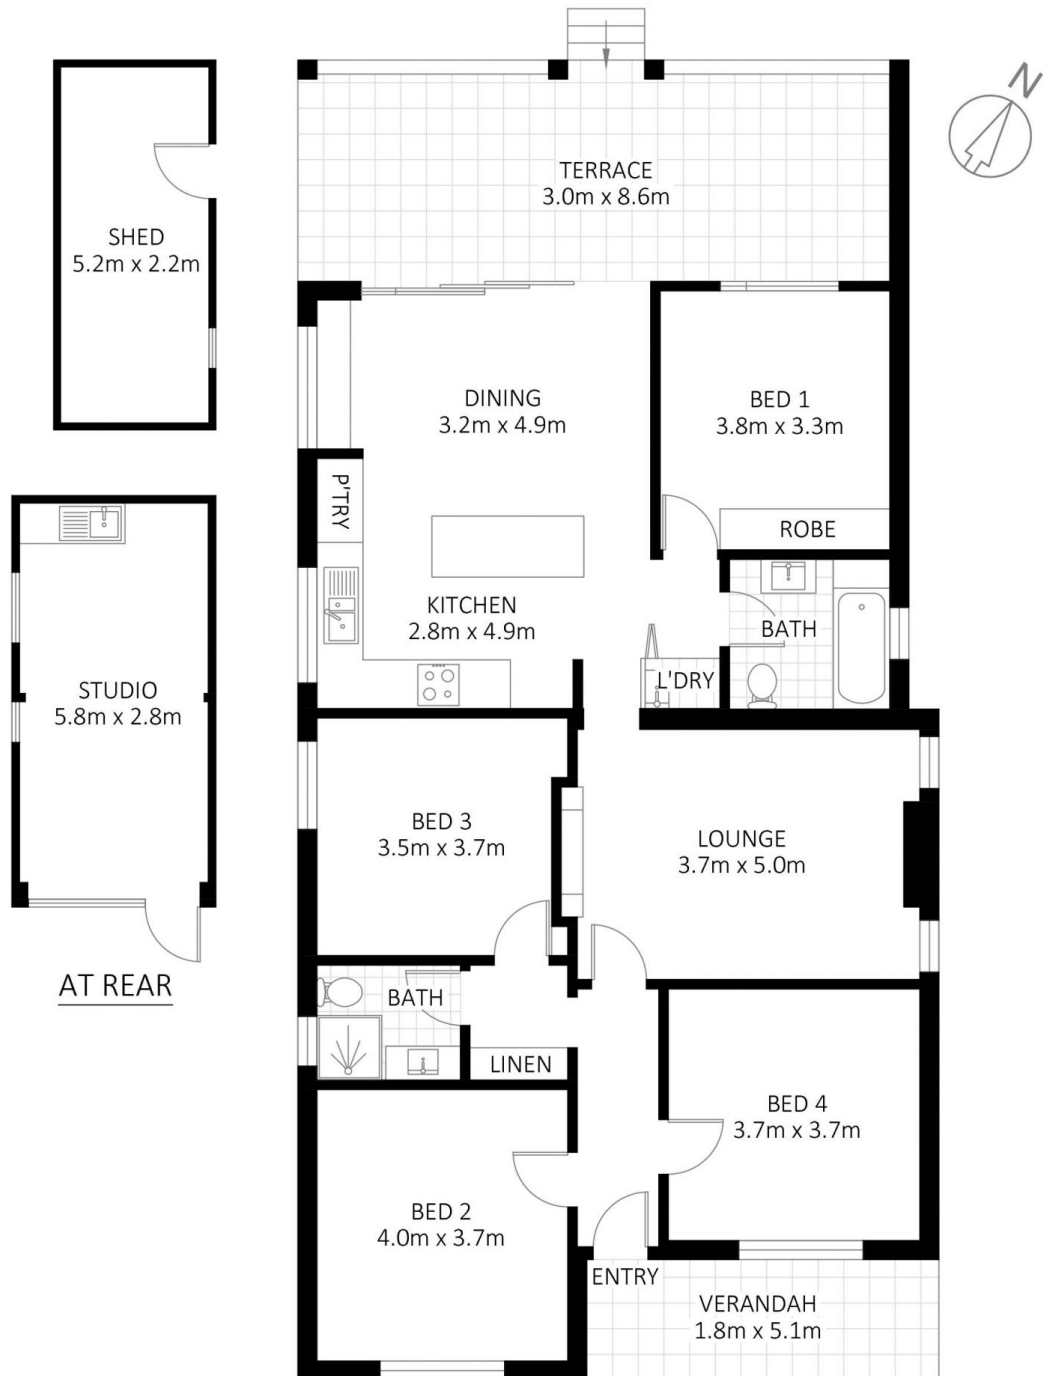 N
TERRACE
3.0m x 8.6m
SHED
5.2m x 2.2m
DINING
3.2m x 4.9m
BED 1
3.8m x 3.3m
P'TRY
ROBE
KITCHEN
2.8m x 4.9m
BATH
L'DRY
STUDIO
5.8m x 2.8m
BED 3
3.5m x 3.7m
LOUNGE
3.7m x 5.0m
AT REAR
BATH
LINEN
BED 4
3.7m x 3.7m
BED 2
4.0m x 3.7m
ENTRY
VERANDAH
1.8m x 5.1m